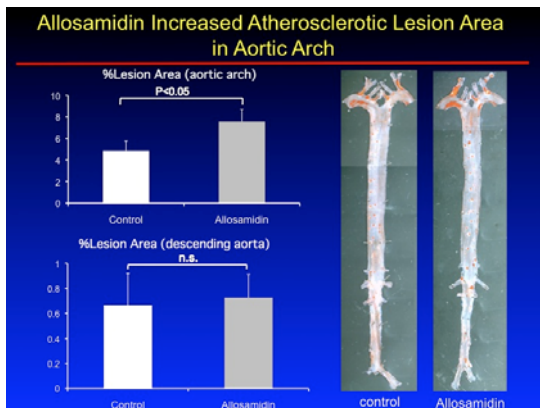 Allosamidin Increased Atherosclerotic Lesion Area
in Aortic Arch
%Lesion Area (aortic arch)
P<0.05
10
8
6
4
2
0
Control
Allosamidin
%Lesion Area (descending aorta)
n.s.
1
0.8
0.6
0.4
0.2
0
Control
Allosamidin
control
Allosamidin